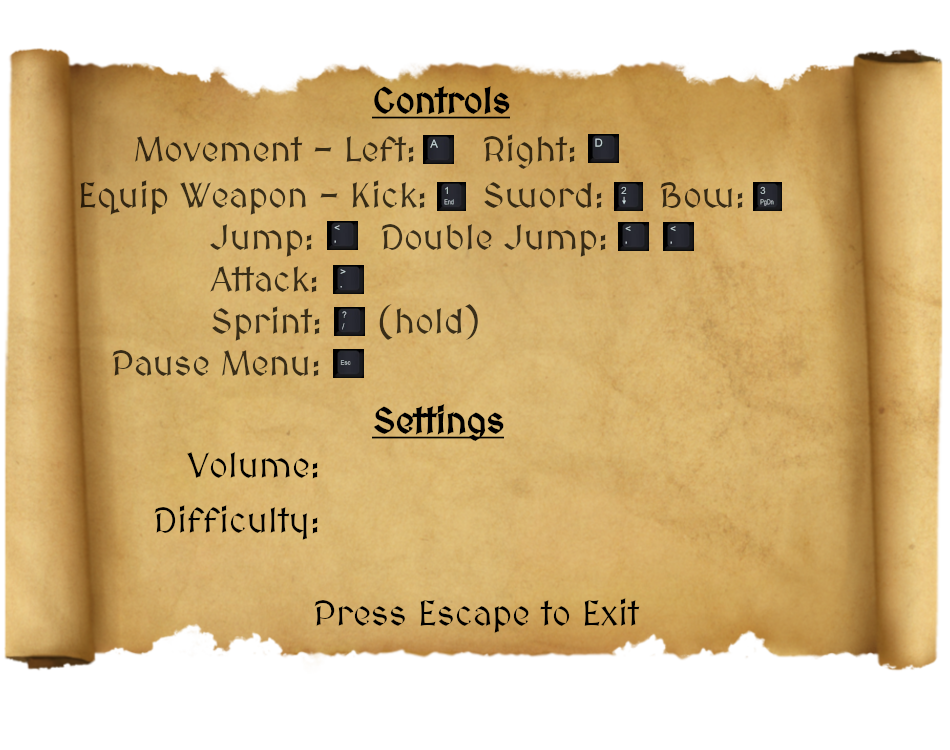 Controls
Movement – Left: A Right: D
Equip Weapon – Kick: 1 End Sword: 2 ↓ Bow: 3 PgDn
Jump: < , Double Jump: < , < ,
Attack: > .
Sprint: ? / (hold)
Pause Menu: Esc
Settings
Volume:
Difficulty:
Press Escape to Exit